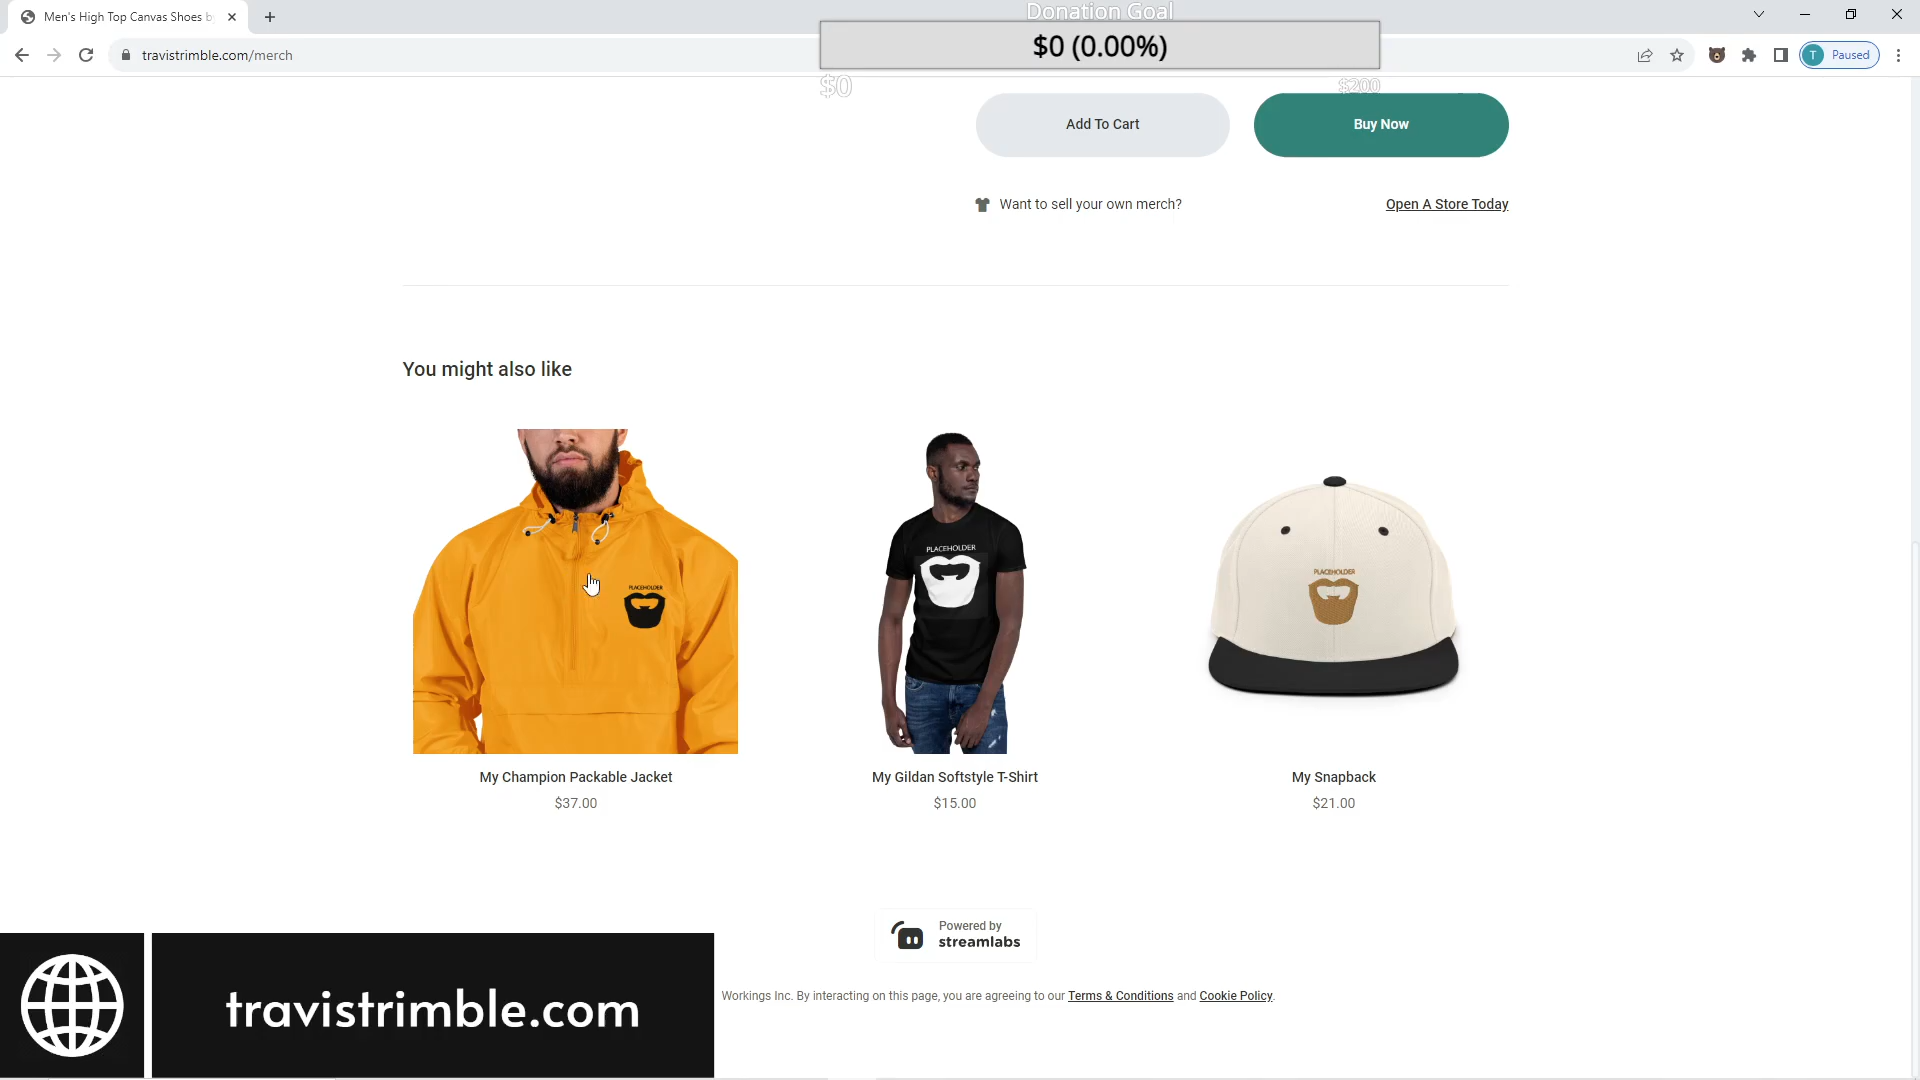 Men's High Top Canvas Shoes b
Donation Goal
$0 (0.00%)
travistrimble.com/merch
T Paused
$0
$200
Add To Cart
Buy Now
Want to sell your own merch?
Open A Store Today
You might also like
PLACEHOLDER
PLACEHOLDER
PLACEHOLDER
My Champion Packable Jacket
$37.00
My Gildan Softstyle T-Shirt
$15.00
My Snapback
$21.00
Powered by
streamlabs
Workings Inc. By interacting on this page, you are agreeing to our Terms & Conditions and Cookie Policy.
travistrimble.com